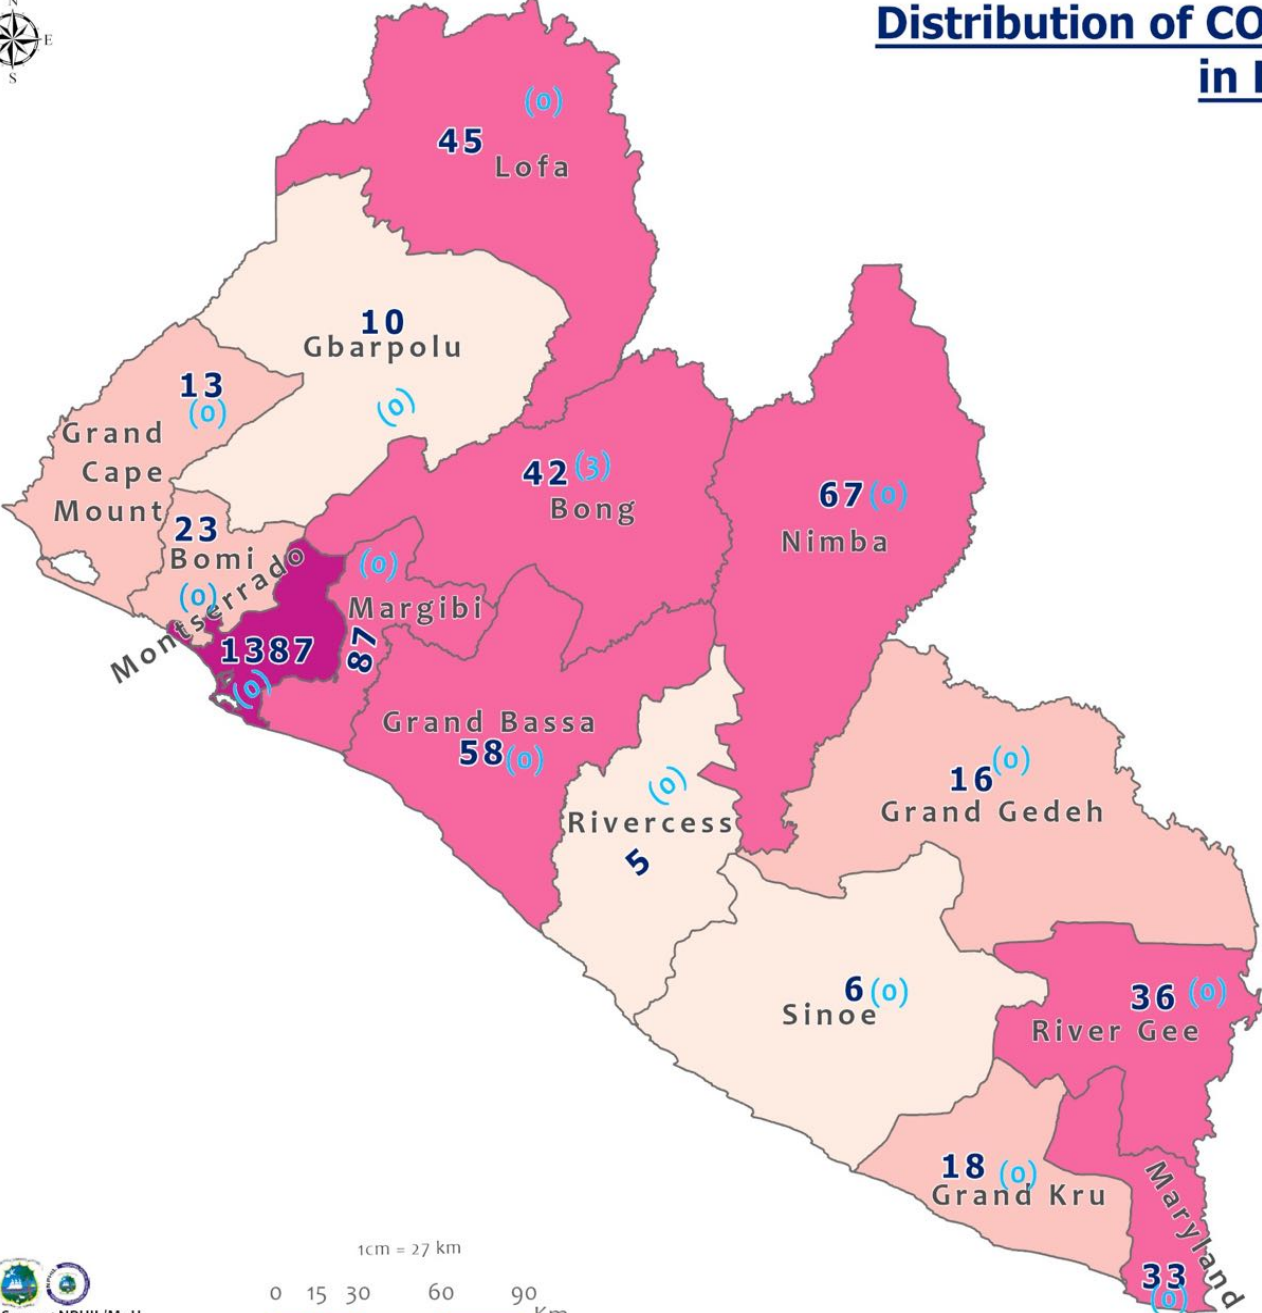 N
E
S
Distribution of CO
in
(0)
45
Lofa
10
Gbarpolu
(0)
13
(0)
Grand
Cape
Mount
42 (3)
Bong
67 (0)
Nimba
23
Bomi
(0)
Montserrado
1387
(0)
(0)
Margibi
87
Grand Bassa
58 (0)
(0)
Rivercess
5
16 (0)
Grand Gedeh
6 (0)
Sinoe
36 (0)
River Gee
18 (0)
Grand Kru
Maryland
33
(0)
1cm = 27 km
0 15 30 60 90
Km